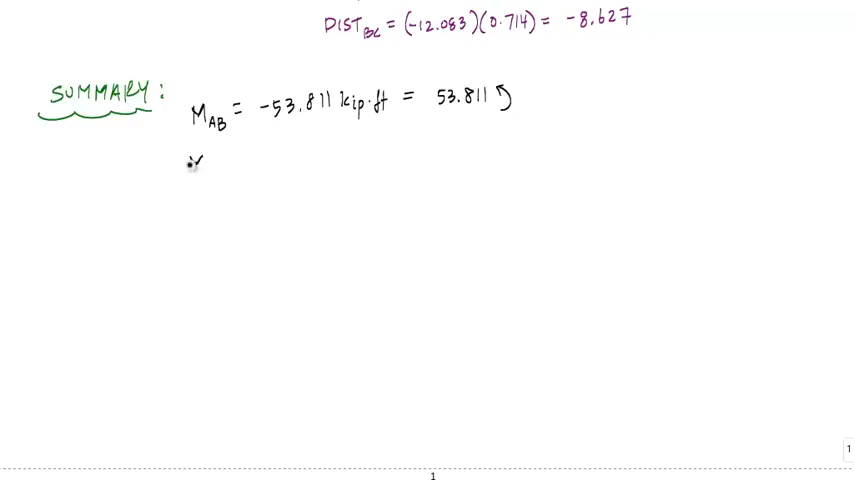 DIST_BC = (-12.083)(0.714) = -8.627
SUMMARY:
M_AB = -53.811 kip·ft = 53.811 ↺
1
1